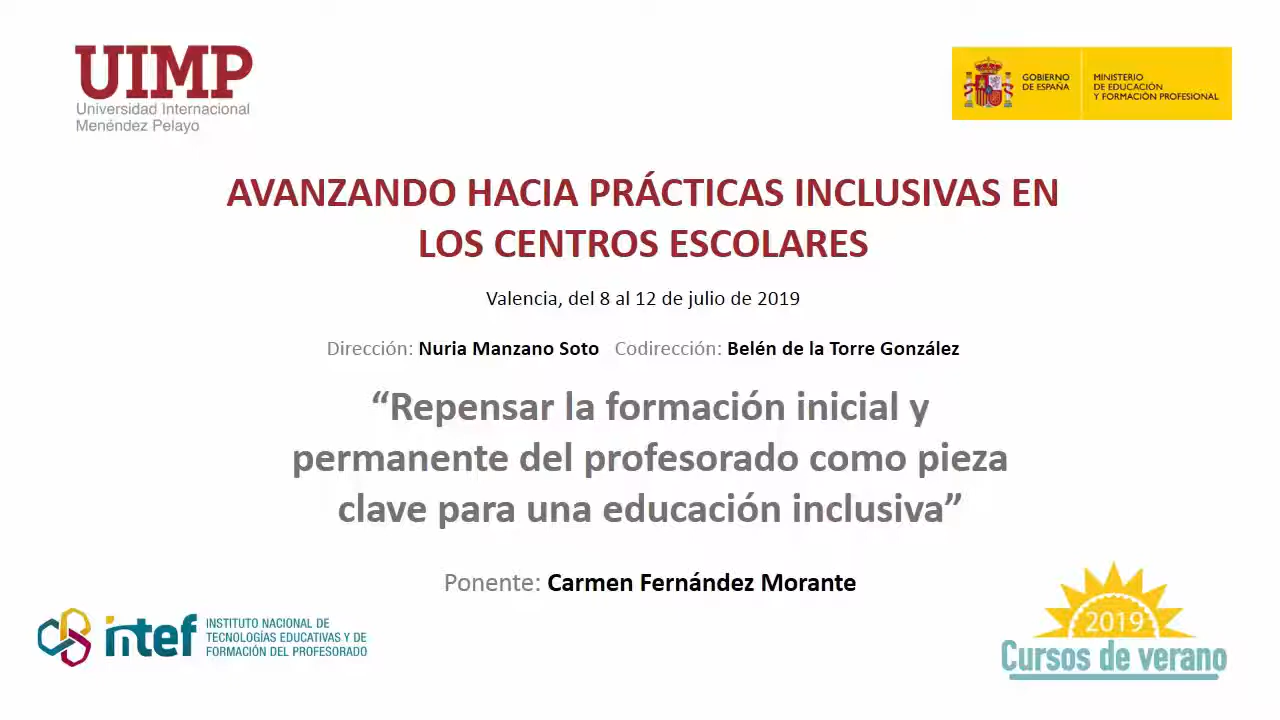 UIMP
Universidad Internacional
Menéndez Pelayo
GOBIERNO
DE ESPAÑA
MINISTERIO
DE EDUCACIÓN
Y FORMACIÓN PROFESIONAL
AVANZANDO HACIA PRÁCTICAS INCLUSIVAS EN
LOS CENTROS ESCOLARES
Valencia, del 8 al 12 de julio de 2019
Dirección: Nuria Manzano Soto Codirección: Belén de la Torre González
“Repensar la formación inicial y
permanente del profesorado como pieza
clave para una educación inclusiva”
Ponente: Carmen Fernández Morante
intef
INSTITUTO NACIONAL DE
TECNOLOGÍAS EDUCATIVAS Y DE
FORMACIÓN DEL PROFESORADO
2019
Cursos de verano